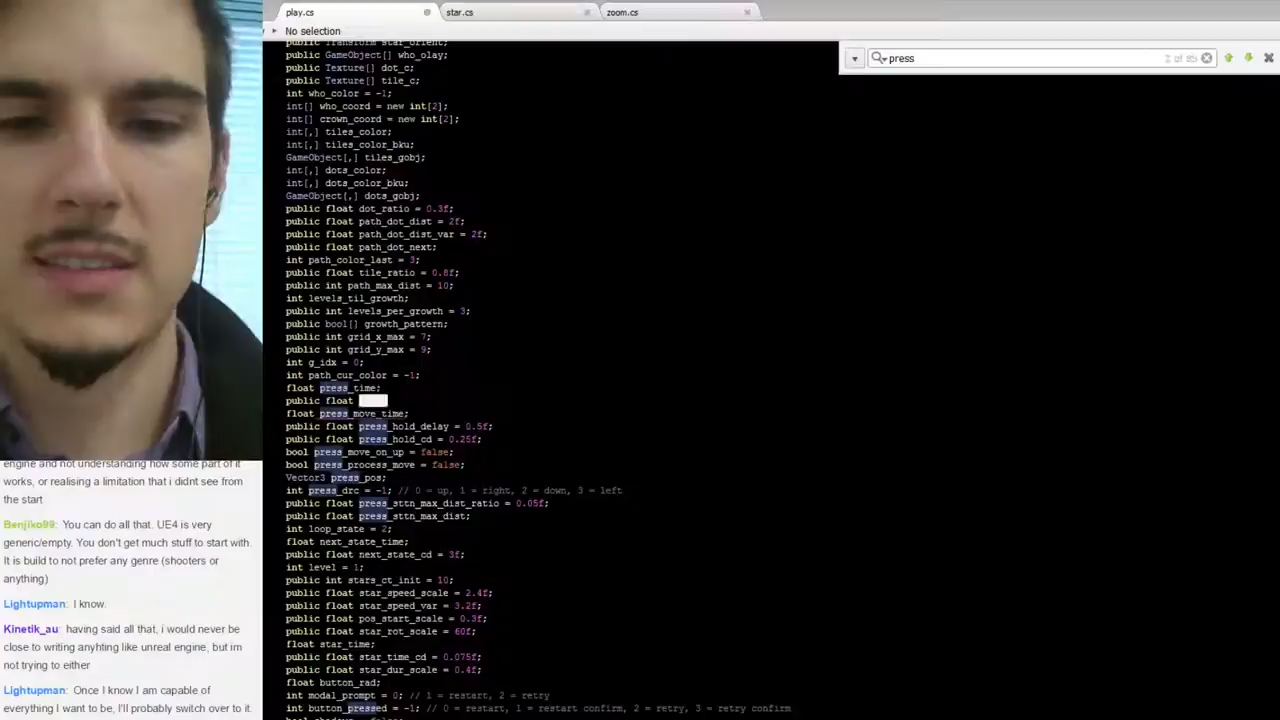 play.cs
star.cs
zoom.cs
No selection
press
public Transform star_orient;
public GameObject[] who_olay;
public Texture[] dot_c;
public Texture[] tile_c;
int who_color = -1;
int[] who_coord = new int[2];
int[] crown_coord = new int[2];
int[,] tiles_color;
int[,] tiles_color_bku;
GameObject[,] tiles_gobj;
int[,] dots_color;
int[,] dots_color_bku;
GameObject[,] dots_gobj;
public float dot_ratio = 0.3f;
public float path_dot_dist = 2f;
public float path_dot_dist_var = 2f;
public float path_dot_next;
int path_color_last = 3;
public float tile_ratio = 0.8f;
public int path_max_dist = 10;
int levels_til_growth;
public int levels_per_growth = 3;
public bool[] growth_pattern;
public int grid_x_max = 7;
public int grid_y_max = 9;
int g_idx = 0;
int path_cur_color = -1;
float press_time;
public float
float press_move_time;
public float press_hold_delay = 0.5f;
public float press_hold_cd = 0.25f;
bool press_move_on_up = false;
bool press_process_move = false;
Vector3 press_pos;
int press_drc = -1; // 0 = up, 1 = right, 2 = down, 3 = left
public float press_sttn_max_dist_ratio = 0.05f;
public float press_sttn_max_dist;
int loop_state = 2;
float next_state_time;
public float next_state_cd = 3f;
int level = 1;
public int stars_ct_init = 10;
public float star_speed_scale = 2.4f;
public float star_speed_var = 3.2f;
public float pos_start_scale = 0.3f;
public float star_rot_scale = 60f;
float star_time;
public float star_time_cd = 0.075f;
public float star_dur_scale = 0.4f;
float button_rad;
int modal_prompt = 0; // 1 = restart, 2 = retry
int button_pressed = -1; // 0 = restart, 1 = restart confirm, 2 = retry, 3 = retry confirm
engine and not understanding how some part of it
works, or realising a limitation that i didnt see from
the start
Benjiko99: You can do all that. UE4 is very
generic/empty. You don't get much stuff to start with.
It is build to not prefer any genre (shooters or
anything)
Lightupman: I know.
Kinetik_au: having said all that, i would never be
close to writing anyhting like unreal engine, but im
not trying to either
Lightupman: Once I know I am capable of
everything I want to be, I'll probably switch over to it.